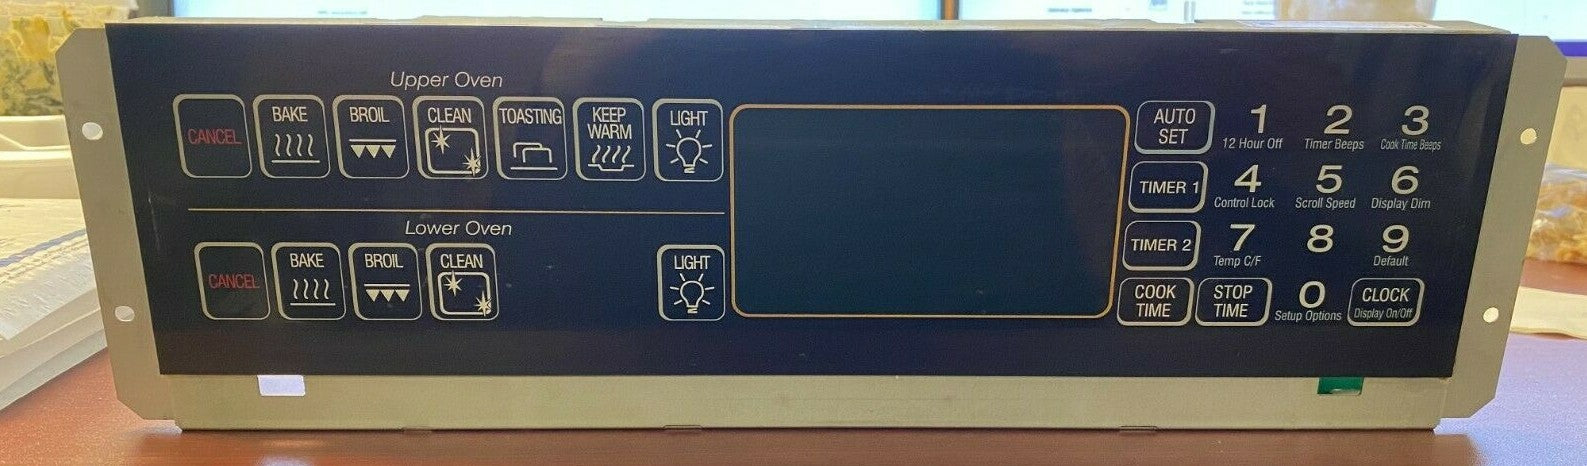 Upper Oven
CANCEL
BAKE
BROIL
CLEAN
TOASTING
KEEP
WARM
LIGHT
Lower Oven
CANCEL
BAKE
BROIL
CLEAN
LIGHT
AUTO
SET
1
12 Hour Off
2
Timer Beeps
3
Cook Time Beeps
TIMER 1
4
Control Lock
5
Scroll Speed
6
Display Dim
TIMER 2
7
Temp C/F
8
9
Default
COOK
TIME
STOP
TIME
0
Setup Options
CLOCK
Display On/Off